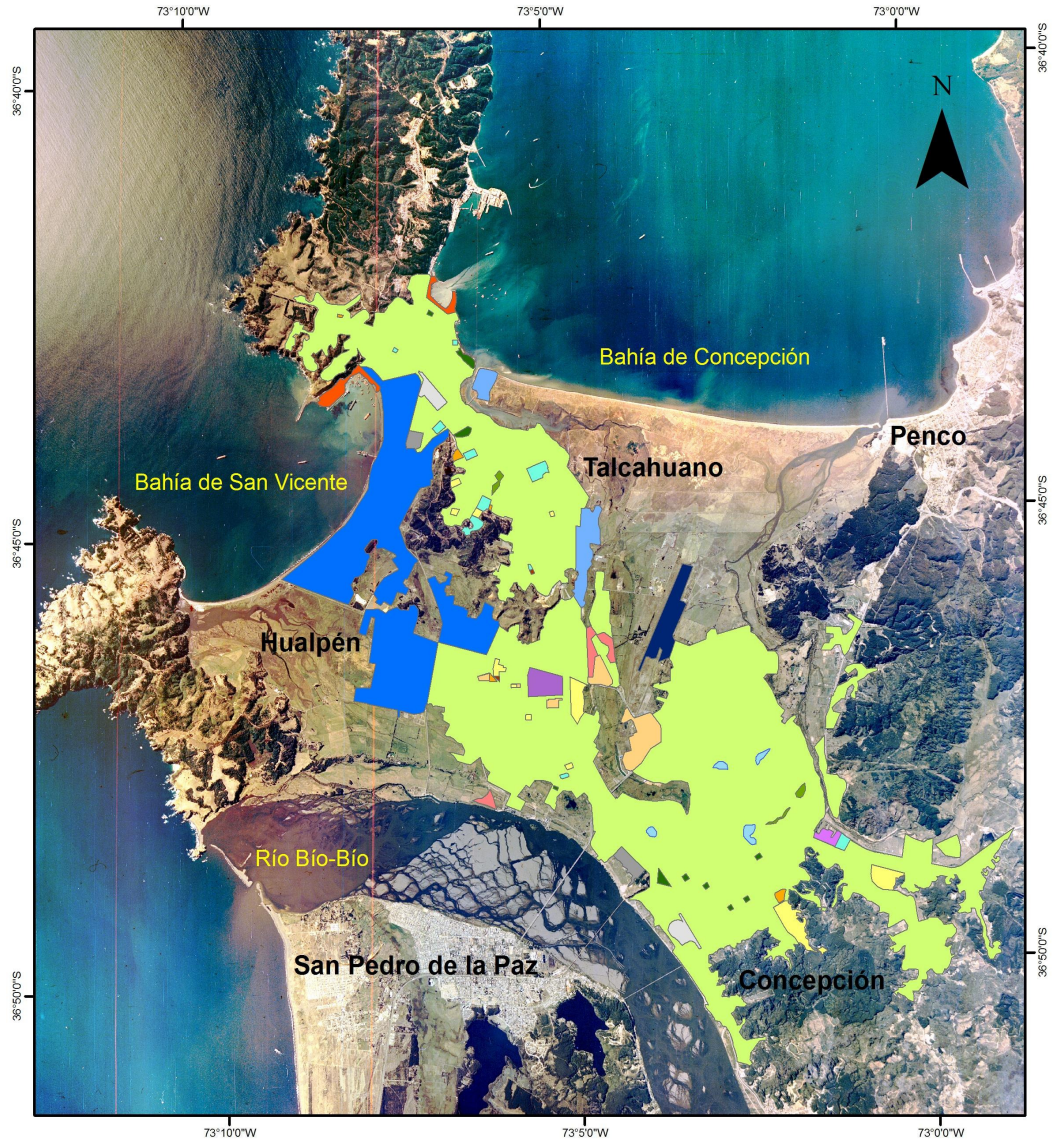 73°10'0"W 73°5'0"W 73°0'0"W
36°40'0"S
36°40'0"S
N
Bahía de Concepción
Penco
Talcahuano
Bahía de San Vicente
36°45'0"S
36°45'0"S
Hualpén
Río Bío-Bío
San Pedro de la Paz
Concepción
36°50'0"S
36°50'0"S
73°10'0"W 73°5'0"W 73°0'0"W